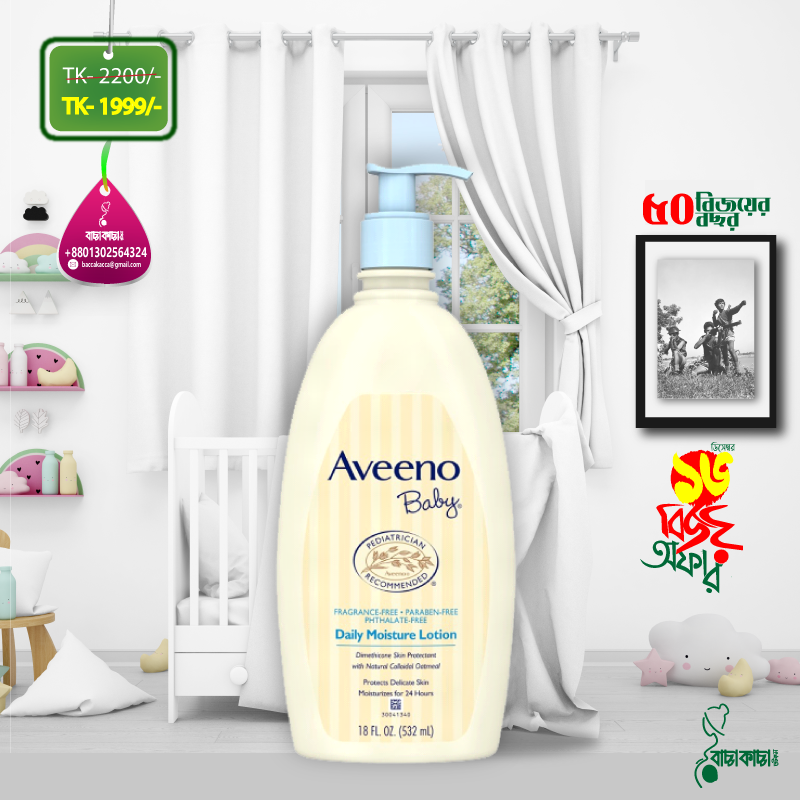 TK- 2200/-
TK- 1999/-
বাচ্চা কাচ্চা
+8801302564324
baccakacca@gmail.com
৫০ বিজয়ের
বছর
Aveeno
Baby®
PEDIATRICIAN
Aveeno
RECOMMENDED®
FRAGRANCE-FREE • PARABEN-FREE
PHTHALATE-FREE
Daily Moisture Lotion
Dimethicone Skin Protectant
with Natural Colloidal Oatmeal
Protects Delicate Skin
Moisturizes for 24 Hours
30041340
18 FL. OZ. (532 mL)
ডিসেম্বর
১৬
বিজয়
অফার
বাচ্চা কাচ্চা